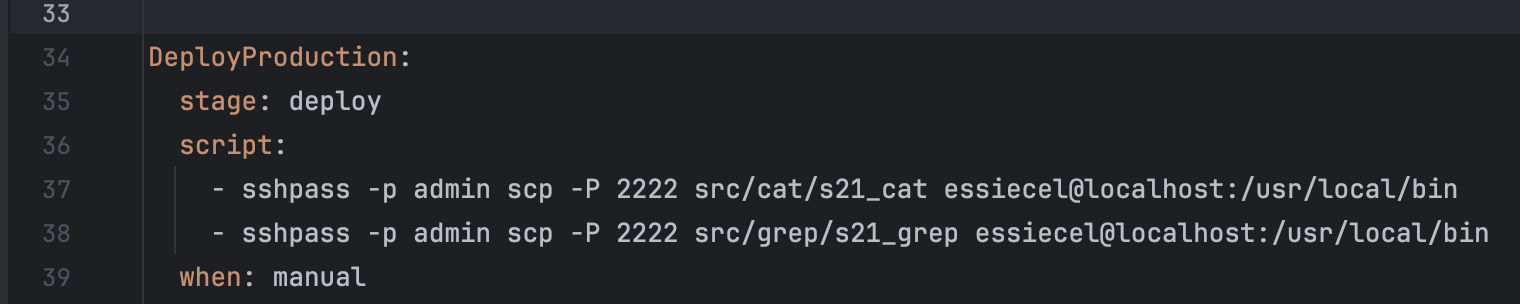 33
34 DeployProduction:
35   stage: deploy
36   script:
37     - sshpass -p admin scp -P 2222 src/cat/s21_cat essiecel@localhost:/usr/local/bin
38     - sshpass -p admin scp -P 2222 src/grep/s21_grep essiecel@localhost:/usr/local/bin
39   when: manual